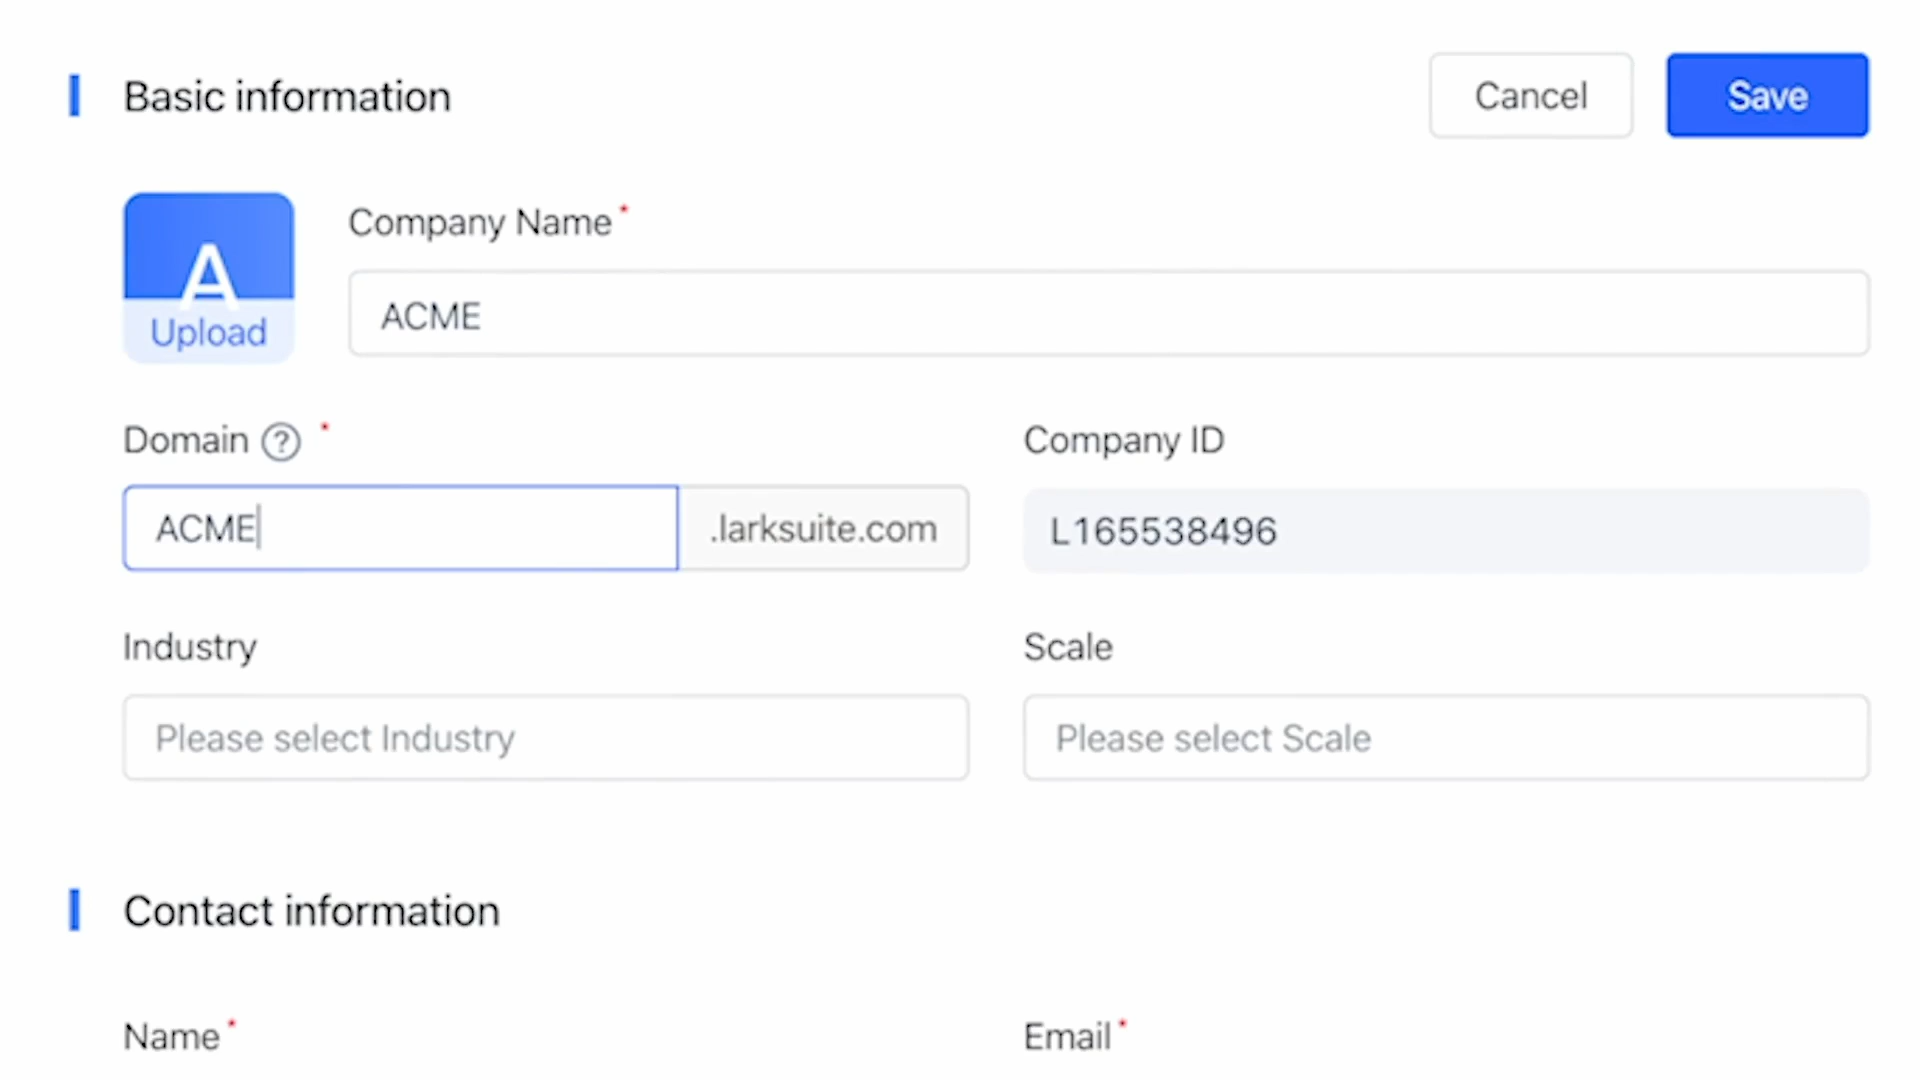 Basic information
Cancel
Save
A
Upload
Company Name *
ACME
Domain ? *
Company ID
ACME
.larksuite.com
L165538496
Industry
Scale
Please select Industry
Please select Scale
Contact information
Name *
Email *